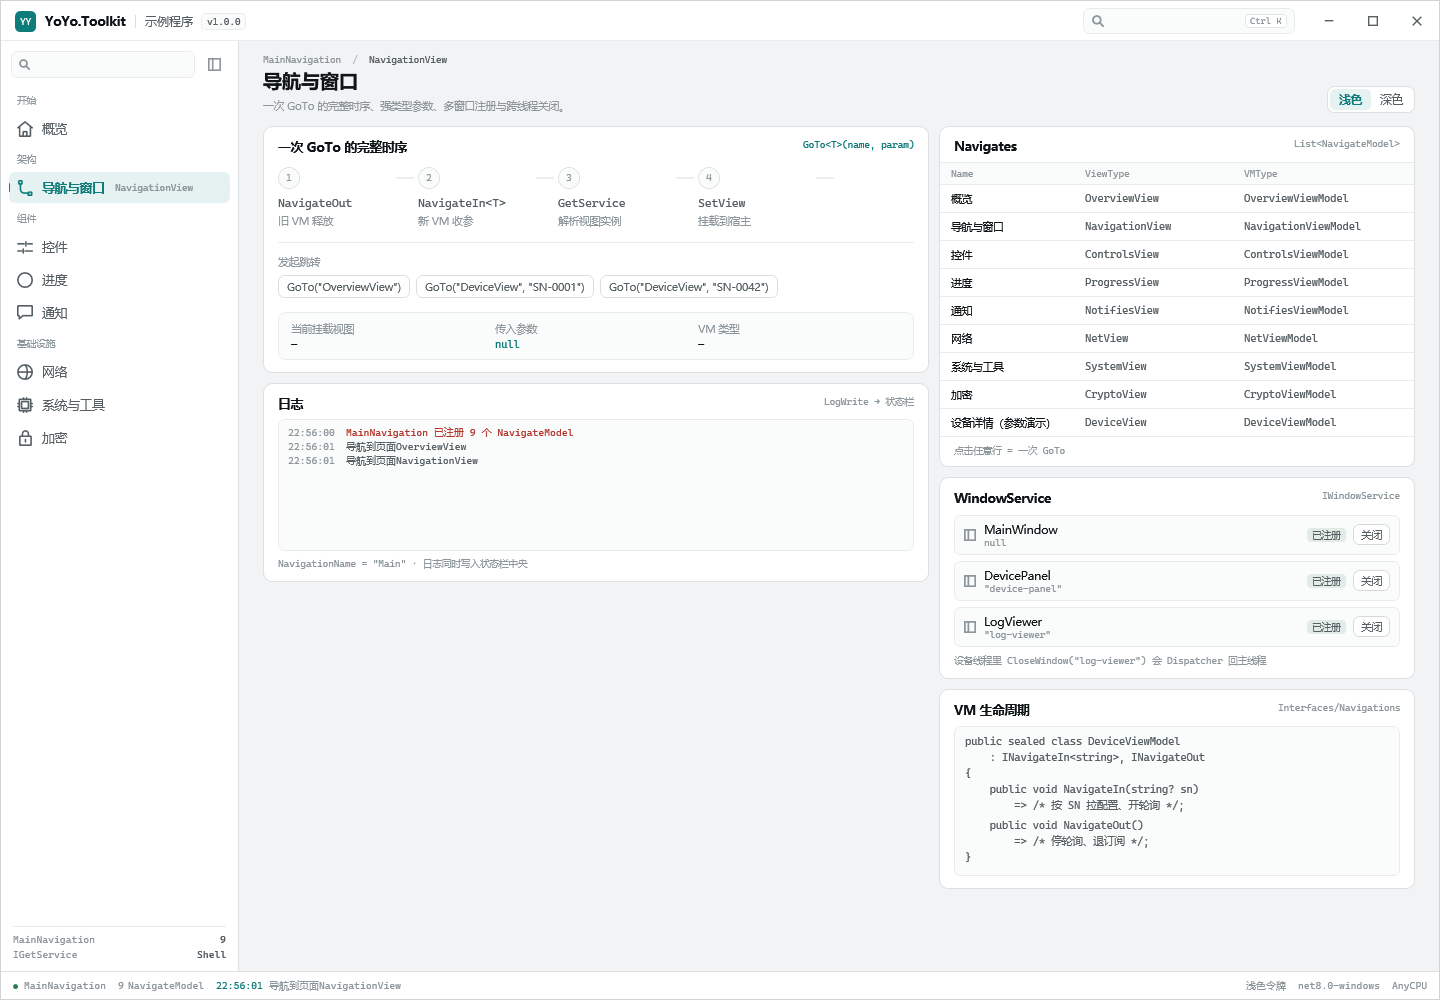 YY YoYo.Toolkit 示例程序 v1.0.0
Ctrl K
开始
概览
架构
导航与窗口 NavigationView
组件
控件
进度
通知
基础设施
网络
系统与工具
加密
MainNavigation 9
IGetService Shell
MainNavigation / NavigationView
导航与窗口
一次 GoTo 的完整时序、强类型参数、多窗口注册与跨线程关闭。
浅色 深色
一次 GoTo 的完整时序 GoTo<T>(name, param)
1 2 3 4
NavigateOut NavigateIn<T> GetService SetView
旧 VM 释放 新 VM 收参 解析视图实例 挂载到宿主
发起跳转
GoTo("OverviewView") GoTo("DeviceView", "SN-0001") GoTo("DeviceView", "SN-0042")
当前挂载视图 传入参数 VM 类型
— null —
日志 LogWrite → 状态栏
22:56:00 MainNavigation 已注册 9 个 NavigateModel
22:56:01 导航到页面OverviewView
22:56:01 导航到页面NavigationView
NavigationName = "Main" · 日志同时写入状态栏中央
Navigates List<NavigateModel>
Name ViewType VMType
概览 OverviewView OverviewViewModel
导航与窗口 NavigationView NavigationViewModel
控件 ControlsView ControlsViewModel
进度 ProgressView ProgressViewModel
通知 NotifiesView NotifiesViewModel
网络 NetView NetViewModel
系统与工具 SystemView SystemViewModel
加密 CryptoView CryptoViewModel
设备详情（参数演示） DeviceView DeviceViewModel
点击任意行 = 一次 GoTo
WindowService IWindowService
MainWindow 已注册 关闭
null
DevicePanel 已注册 关闭
"device-panel"
LogViewer 已注册 关闭
"log-viewer"
设备线程里 CloseWindow("log-viewer") 会 Dispatcher 回主线程
VM 生命周期 Interfaces/Navigations
public sealed class DeviceViewModel
: INavigateIn<string>, INavigateOut
{
public void NavigateIn(string? sn)
=> /* 按 SN 拉配置、开轮询 */;
public void NavigateOut()
=> /* 停轮询、退订阅 */;
}
MainNavigation 9 NavigateModel 22:56:01 导航到页面NavigationView 浅色令牌 net8.0-windows AnyCPU